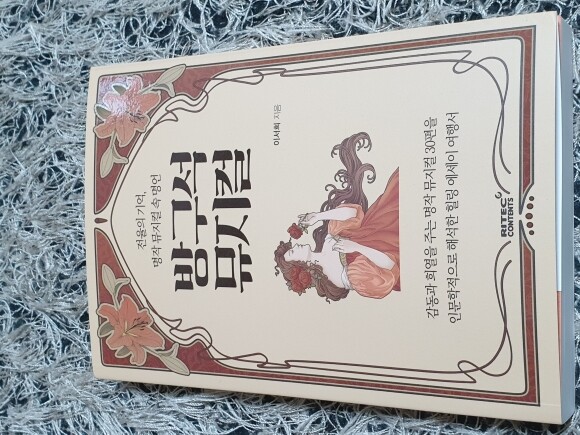 전율의 기억,
명작 뮤지컬 속 명언
방구석
뮤지컬
이서희 지음
감동과 희열을 주는 명작 뮤지컬 30편을
인문학적으로 해석한 힐링 에세이 여행서
RITEC
CONTENTS